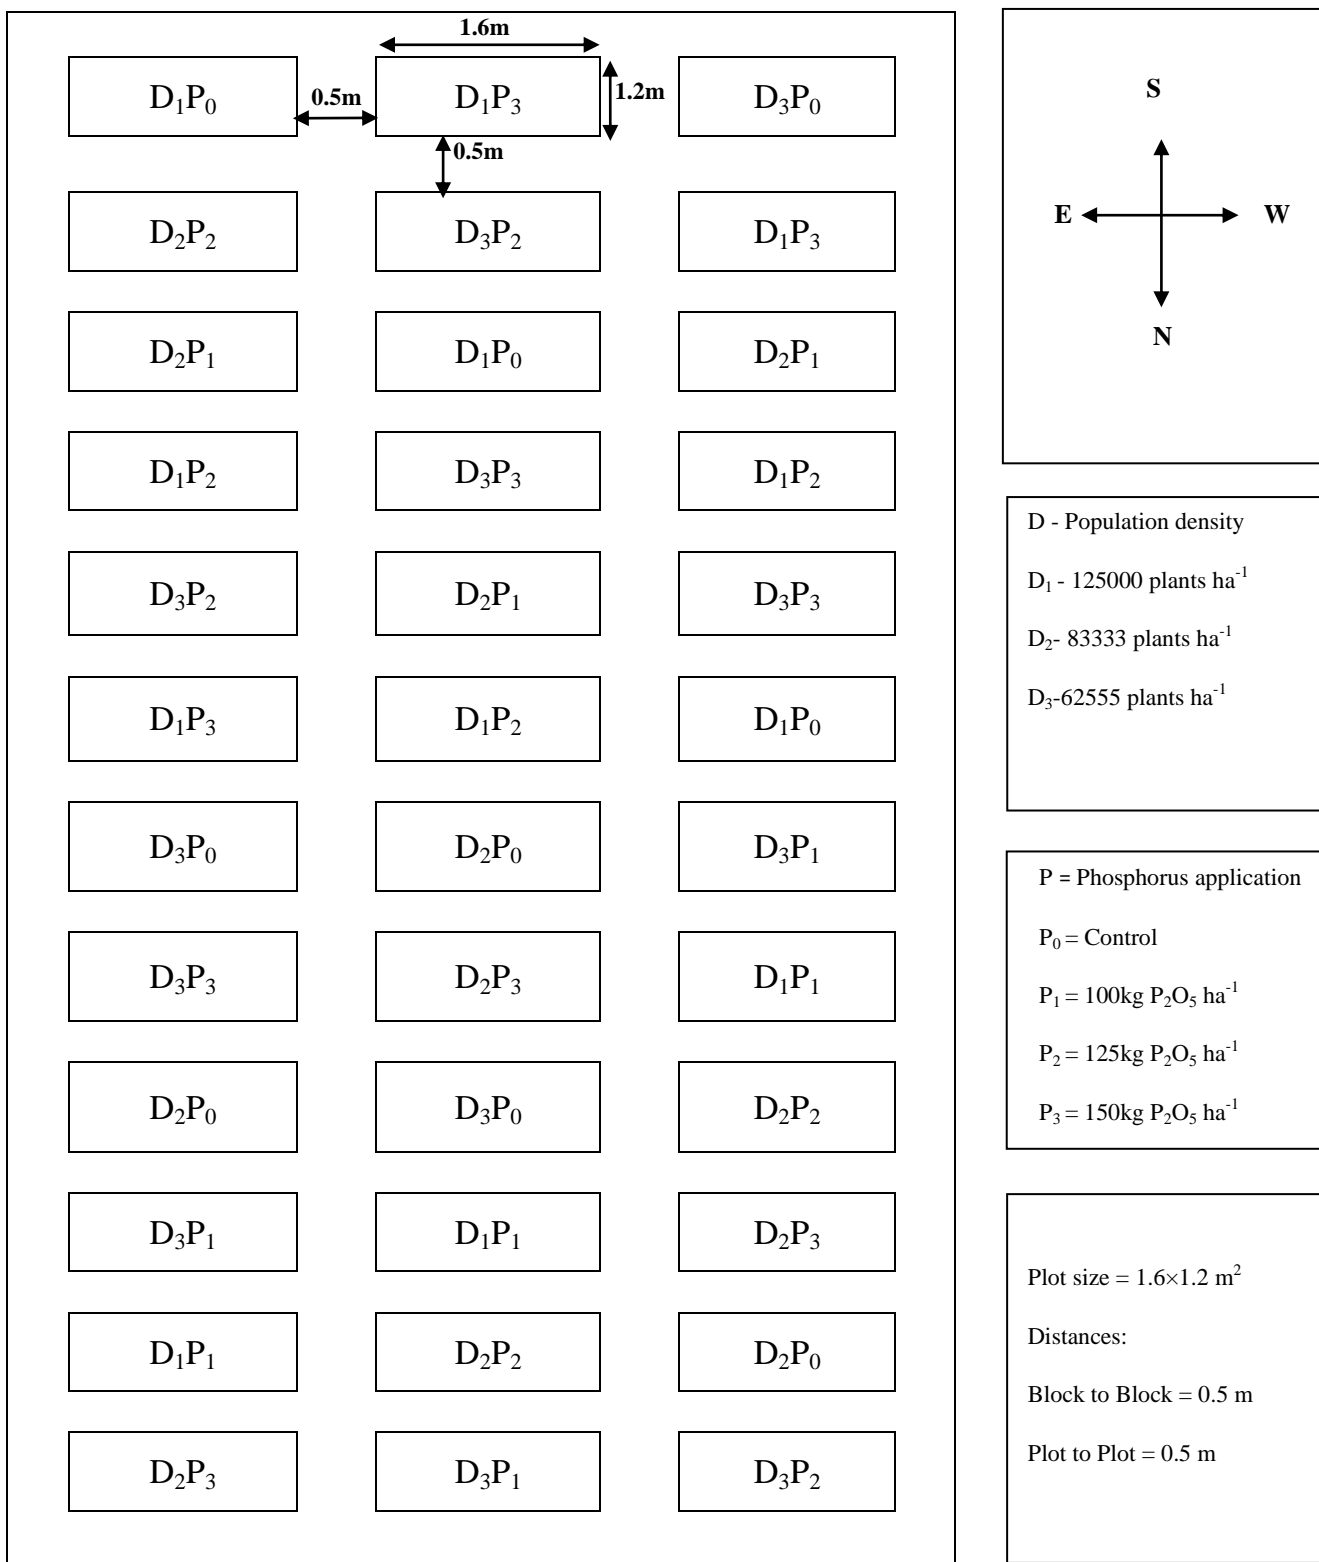 1.6m
D₁P₀ 0.5m D₁P₃ 1.2m D₃P₀
0.5m
D₂P₂ D₃P₂ D₁P₃
D₂P₁ D₁P₀ D₂P₁
D₁P₂ D₃P₃ D₁P₂
D₃P₂ D₂P₁ D₃P₃
D₁P₃ D₁P₂ D₁P₀
D₃P₀ D₂P₀ D₃P₁
D₃P₃ D₂P₃ D₁P₁
D₂P₀ D₃P₀ D₂P₂
D₃P₁ D₁P₁ D₂P₃
D₁P₁ D₂P₂ D₂P₀
D₂P₃ D₃P₁ D₃P₂
S
E W
N
D - Population density
D₁ - 125000 plants ha⁻¹
D₂- 83333 plants ha⁻¹
D₃-62555 plants ha⁻¹
P = Phosphorus application
P₀ = Control
P₁ = 100kg P₂O₅ ha⁻¹
P₂ = 125kg P₂O₅ ha⁻¹
P₃ = 150kg P₂O₅ ha⁻¹
Plot size = 1.6×1.2 m²
Distances:
Block to Block = 0.5 m
Plot to Plot = 0.5 m